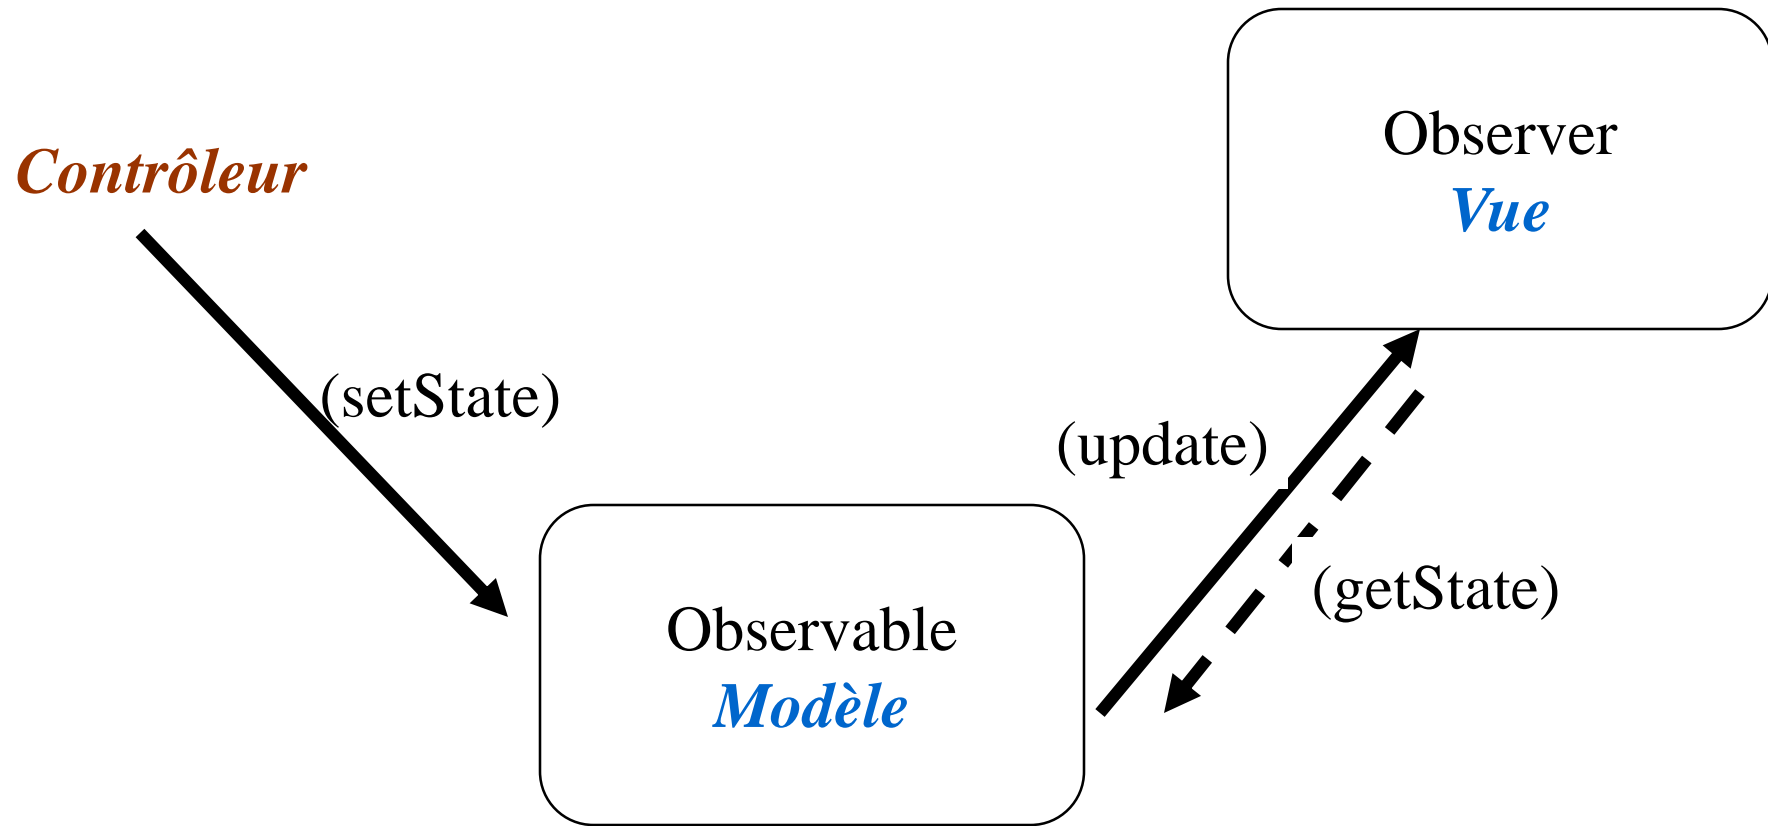 Observer
Vue
Contrôleur
(setState)
(update)
(getState)
Observable
Modèle